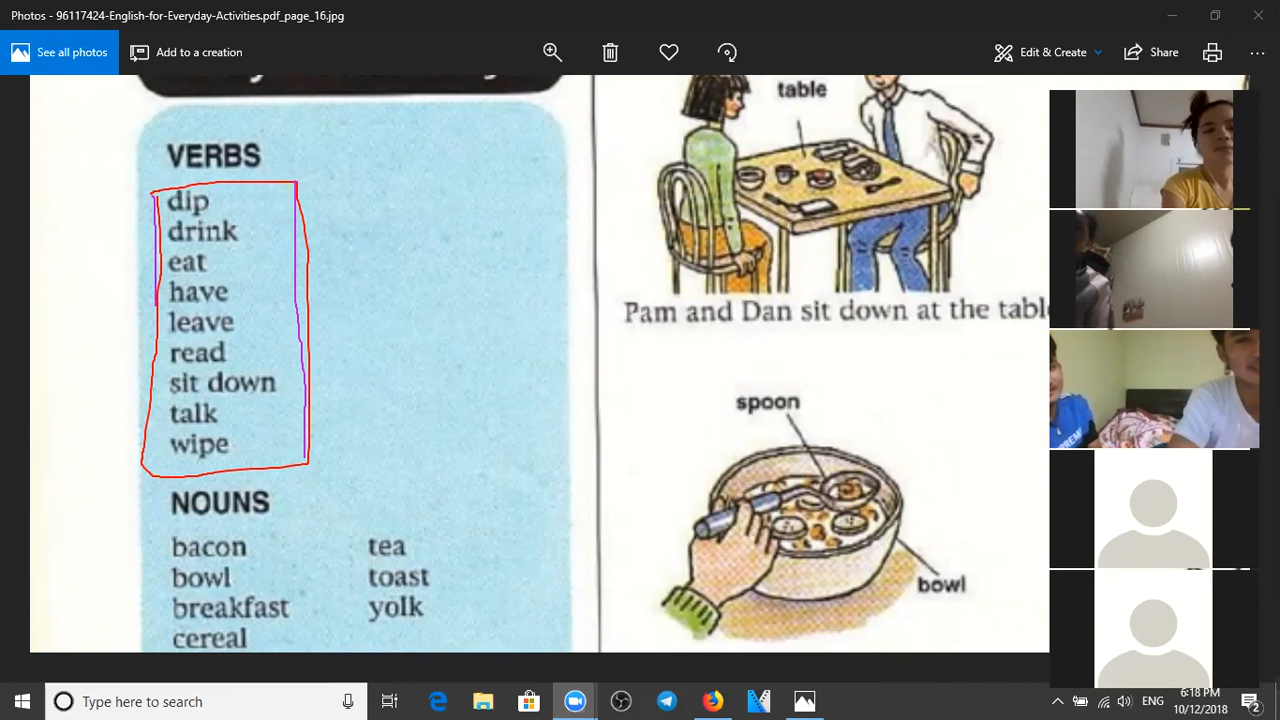 Photos - 96117424-English-for-Everyday-Activities.pdf_page_16.jpg
See all photos
Add to a creation
Edit & Create
Share
VERBS
dip
drink
eat
have
leave
read
sit down
talk
wipe
NOUNS
bacon tea
bowl toast
breakfast yolk
cereal
table
Pam and Dan sit down at the table
spoon
bowl
Type here to search
ENG
6:18 PM
10/12/2018
2